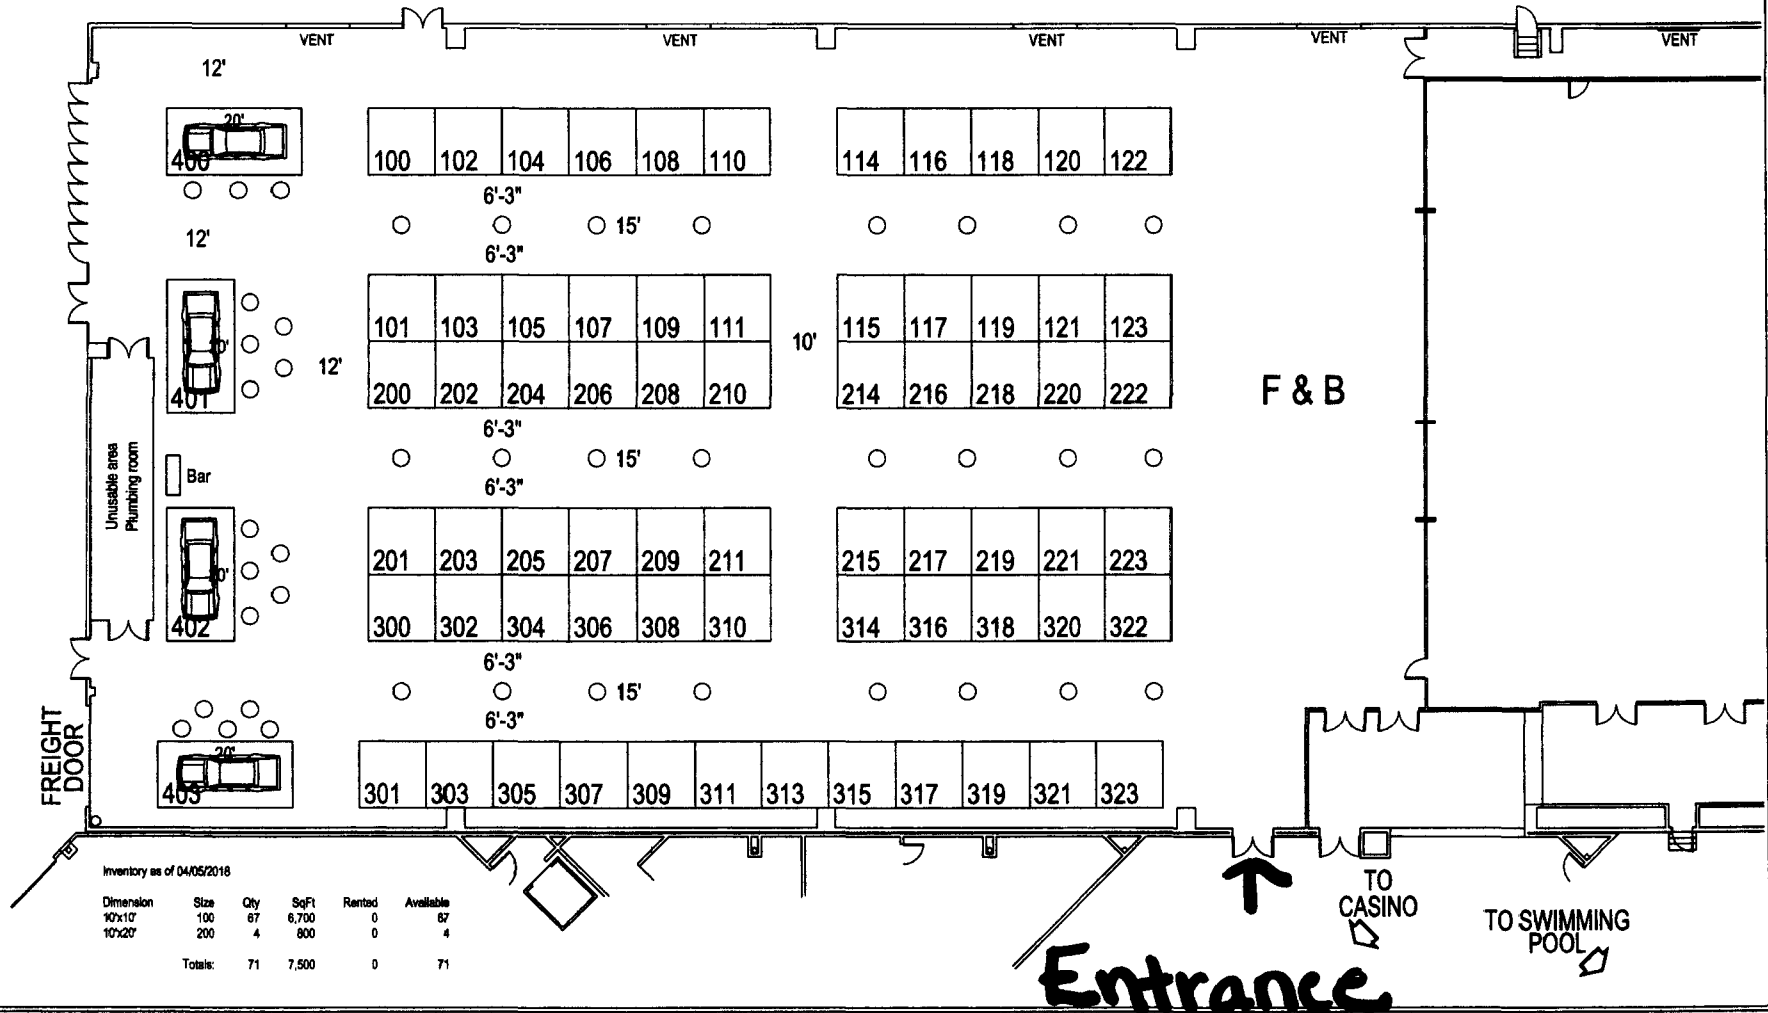 VENT VENT VENT VENT VENT
12'
20'
400
100 102 104 106 108 110 114 116 118 120 122
6'-3"
15'
12'
6'-3"
101 103 105 107 109 111 115 117 119 121 123
10'
12'
401
200 202 204 206 208 210 214 216 218 220 222
F & B
6'-3"
15'
Bar
6'-3"
Unusable area
Plumbing room
201 203 205 207 209 211 215 217 219 221 223
402
300 302 304 306 308 310 314 316 318 320 322
6'-3"
15'
6'-3"
FREIGHT
DOOR
20'
403
301 303 305 307 309 311 313 315 317 319 321 323
Inventory as of 04/05/2018
Dimension Size Qty SqFt Rented Available
10'x10' 100 67 6,700 0 67
10'x20' 200 4 800 0 4
Totals: 71 7,500 0 71
TO
CASINO
TO SWIMMING
POOL
Entrance